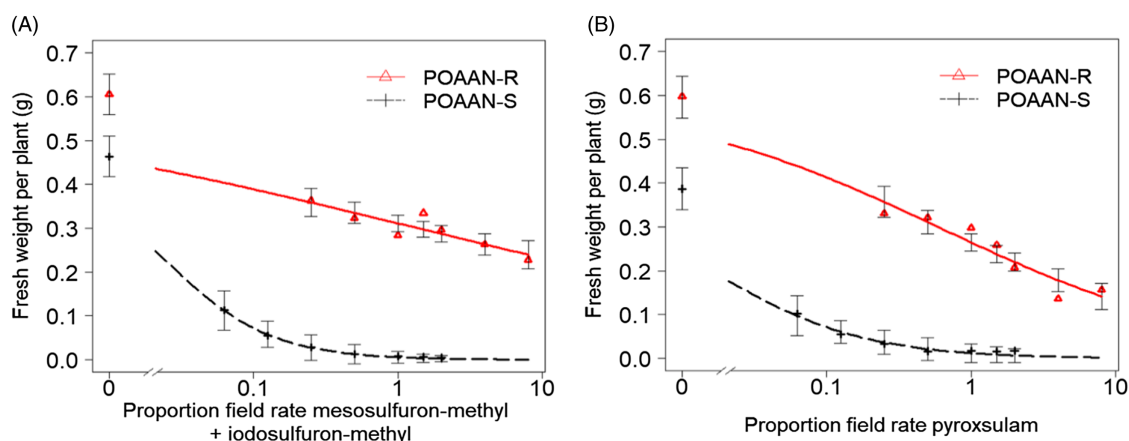 (A)
Fresh weight per plant (g)
0.7
0.6
0.5
0.4
0.3
0.2
0.1
0.0
POAAN-R
POAAN-S
0
0.1
1
10
Proportion field rate mesosulfuron-methyl
+ iodosulfuron-methyl
(B)
Fresh weight per plant (g)
0.7
0.6
0.5
0.4
0.3
0.2
0.1
0.0
POAAN-R
POAAN-S
0
0.1
1
10
Proportion field rate pyroxsulam